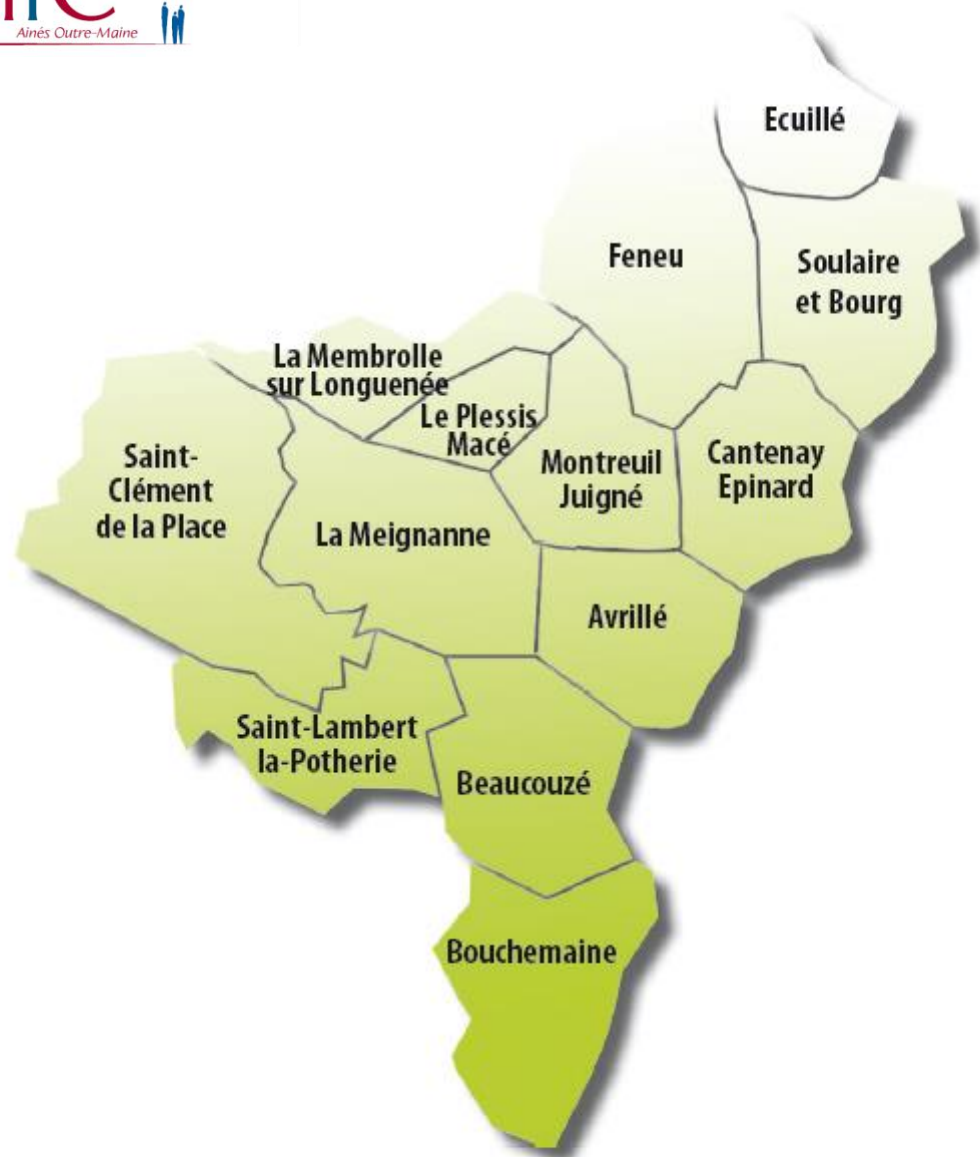 Aînés Outre-Maine
Ecuillé
Feneu
Soulaire
et Bourg
La Membrolle
sur Longuenée
Le Plessis
Macé
Saint-
Clément
de la Place
Montreuil
Juigné
Cantenay
Epinard
La Meignanne
Avrillé
Saint-Lambert
la-Potherie
Beaucouzé
Bouchemaine